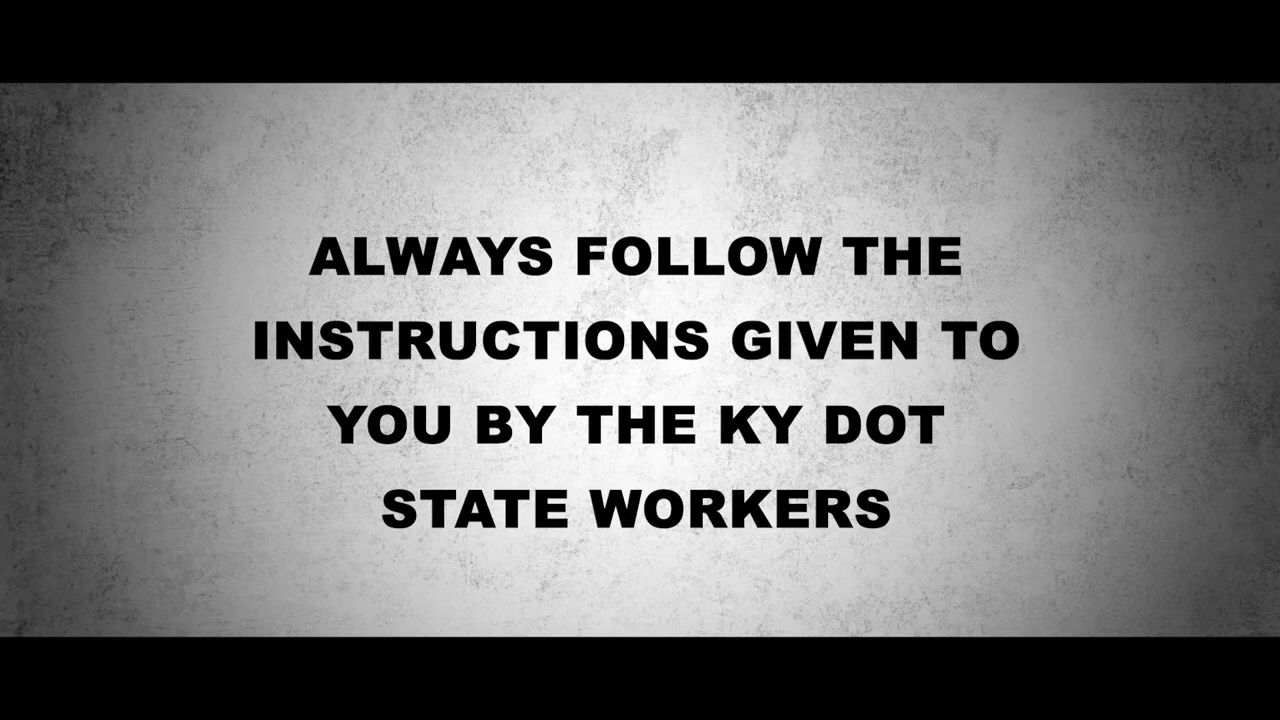 ALWAYS FOLLOW THE
INSTRUCTIONS GIVEN TO
YOU BY THE KY DOT
STATE WORKERS